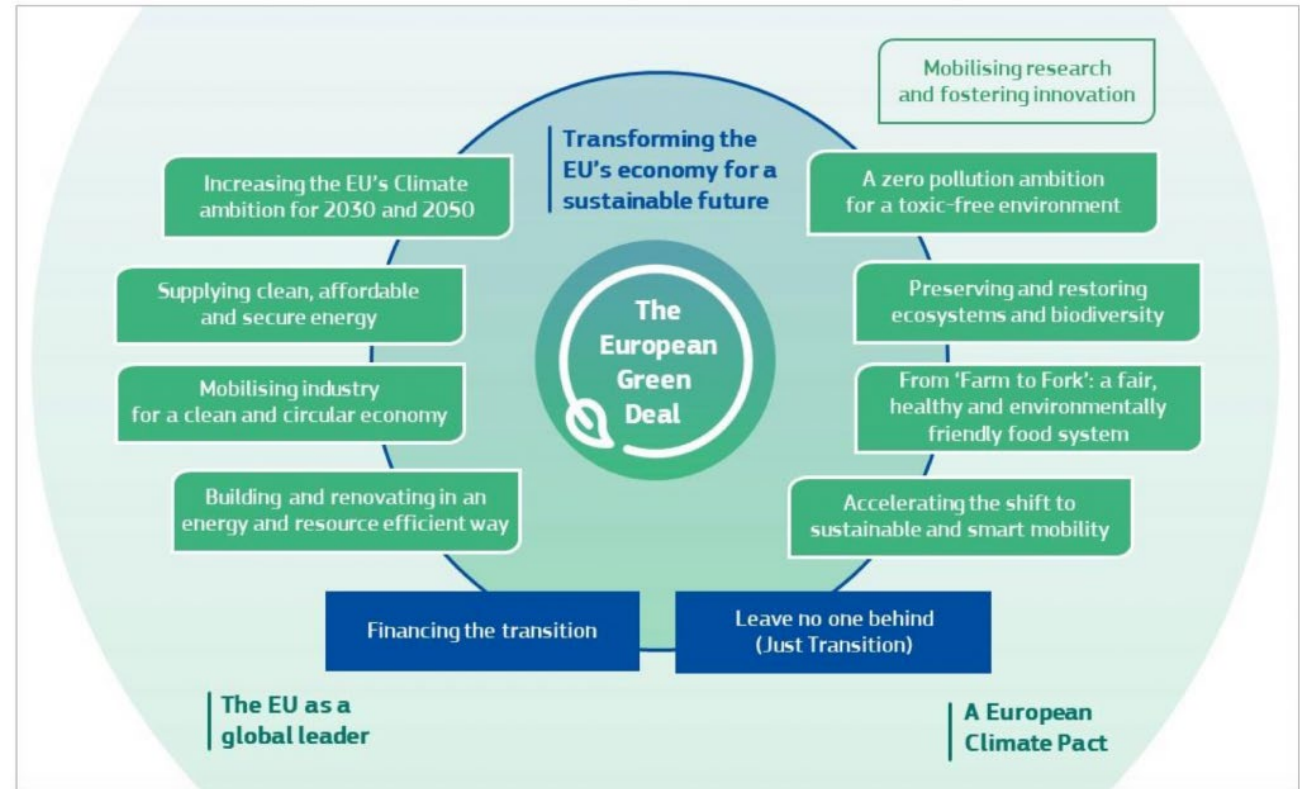 Mobilising research
and fostering innovation
Transforming the
EU's economy for a
sustainable future
Increasing the EU's Climate
ambition for 2030 and 2050
A zero pollution ambition
for a toxic-free environment
Supplying clean, affordable
and secure energy
Preserving and restoring
ecosystems and biodiversity
The
European
Green
Deal
Mobilising industry
for a clean and circular economy
From ‘Farm to Fork’: a fair,
healthy and environmentally
friendly food system
Building and renovating in an
energy and resource efficient way
Accelerating the shift to
sustainable and smart mobility
Financing the transition
Leave no one behind
(Just Transition)
The EU as a
global leader
A European
Climate Pact